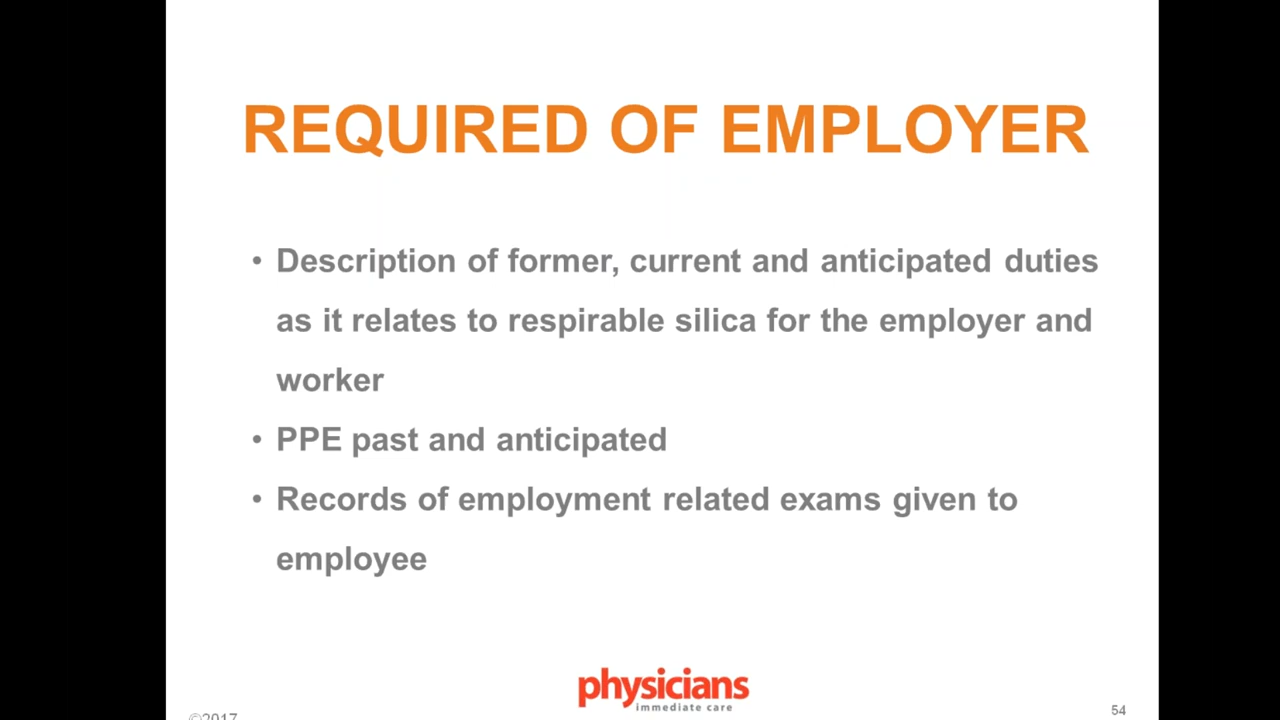 REQUIRED OF EMPLOYER
• Description of former, current and anticipated duties
as it relates to respirable silica for the employer and
worker
• PPE past and anticipated
• Records of employment related exams given to
employee
physicians
immediate care
©2017
54